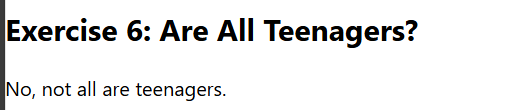 Exercise 6: Are All Teenagers?
No, not all are teenagers.